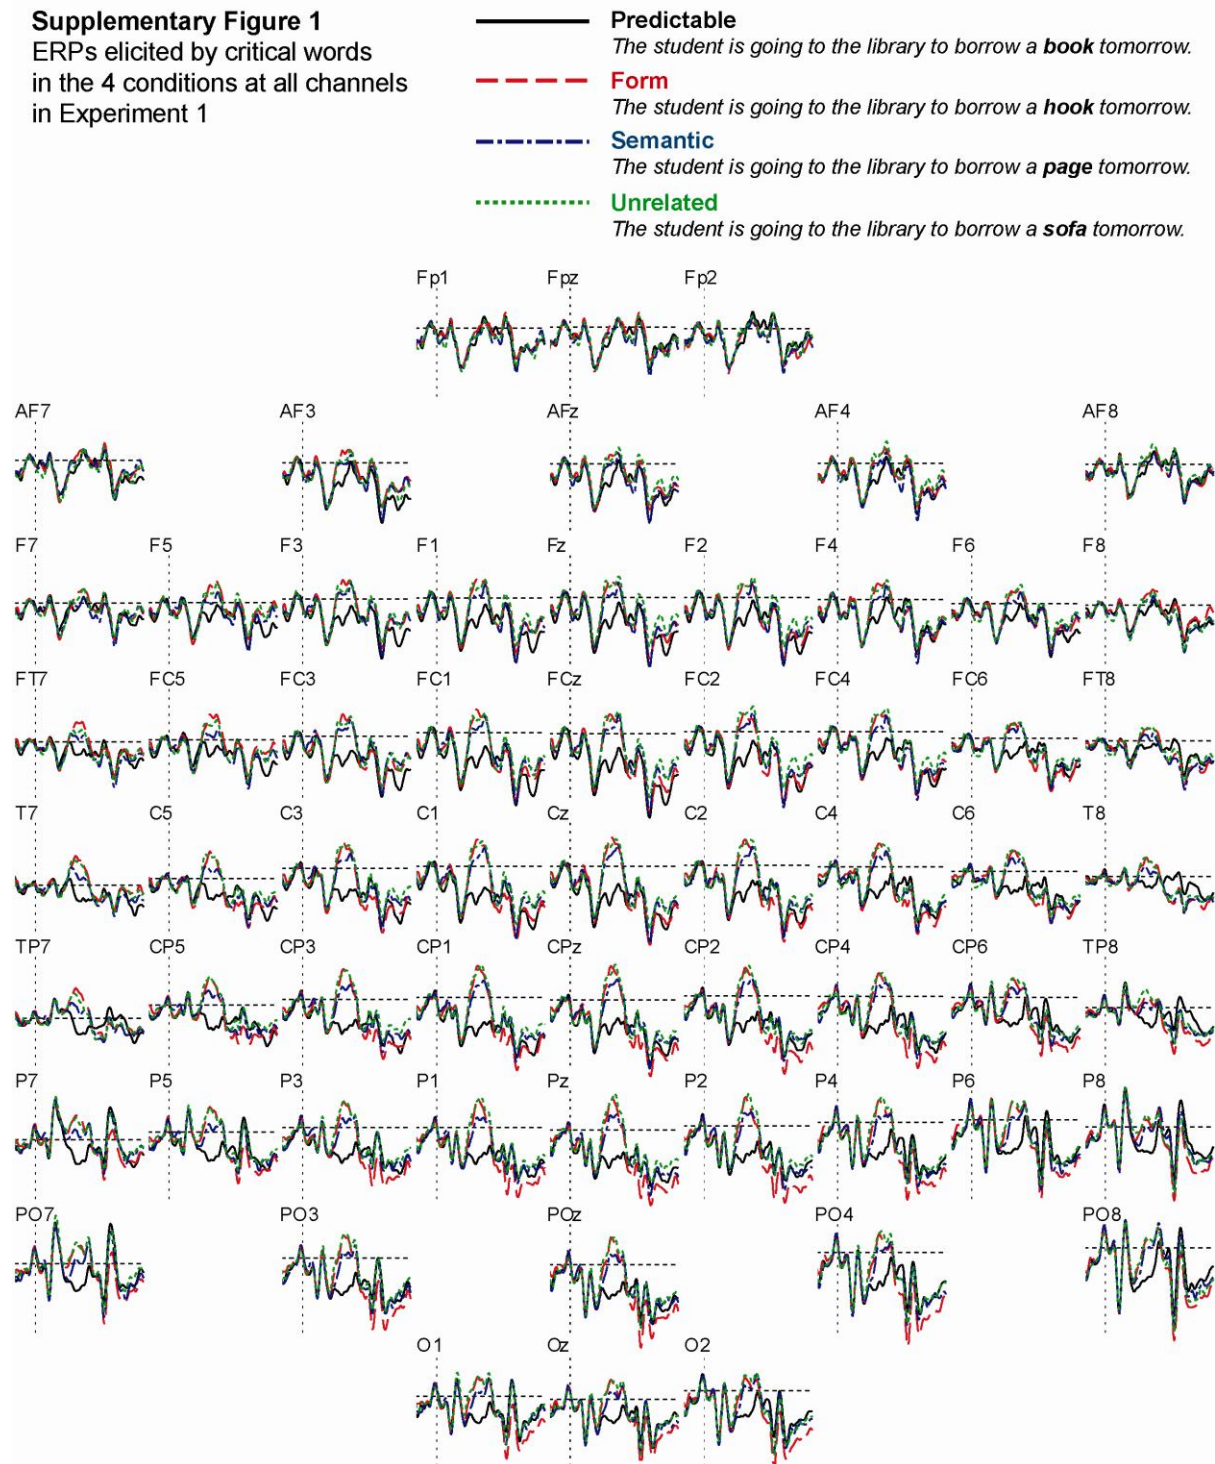 Supplementary Figure 1
ERPs elicited by critical words
in the 4 conditions at all channels
in Experiment 1
Predictable
The student is going to the library to borrow a book tomorrow.
Form
The student is going to the library to borrow a hook tomorrow.
Semantic
The student is going to the library to borrow a page tomorrow.
Unrelated
The student is going to the library to borrow a sofa tomorrow.
Fp1 Fpz Fp2
AF7 AF3 AFz AF4 AF8
F7 F5 F3 F1 Fz F2 F4 F6 F8
FT7 FC5 FC3 FC1 FCz FC2 FC4 FC6 FT8
T7 C5 C3 C1 Cz C2 C4 C6 T8
TP7 CP5 CP3 CP1 CPz CP2 CP4 CP6 TP8
P7 P5 P3 P1 Pz P2 P4 P6 P8
PO7 PO3 POz PO4 PO8
O1 Oz O2